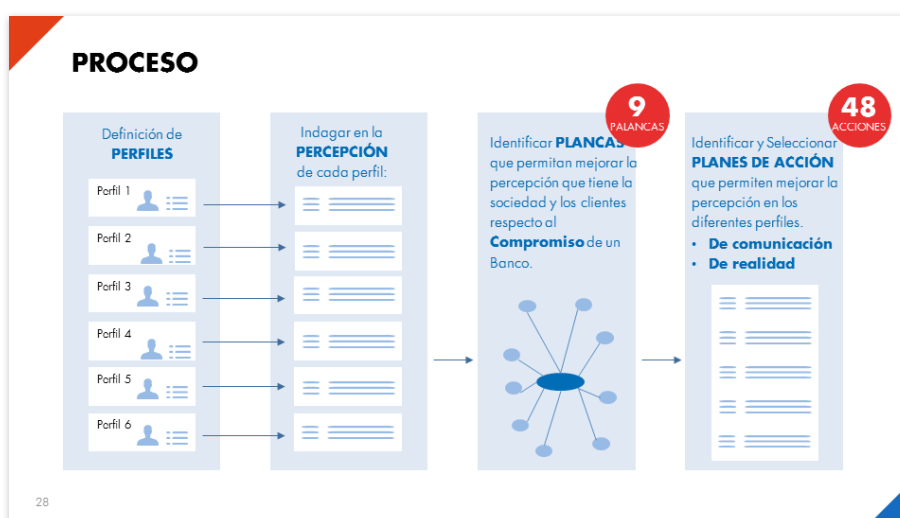 PROCESO
Definición de
PERFILES
Perfil 1
Perfil 2
Perfil 3
Perfil 4
Perfil 5
Perfil 6
Indagar en la
PERCEPCIÓN
de cada perfil:
9
PALANCAS
Identificar PLANCAS
que permitan mejorar la
percepción que tiene la
sociedad y los clientes
respecto al
Compromiso de un
Banco.
48
ACCIONES
Identificar y Seleccionar
PLANES DE ACCIÓN
que permiten mejorar la
percepción en los
diferentes perfiles.
• De comunicación
• De realidad
28